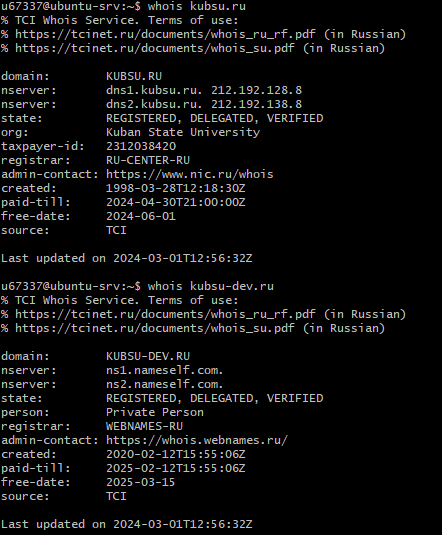 u67337@ubuntu-srv:~$ whois kubsu.ru
% TCI Whois Service. Terms of use:
% https://tcinet.ru/documents/whois_ru_rf.pdf (in Russian)
% https://tcinet.ru/documents/whois_su.pdf (in Russian)

domain:        KUBSU.RU
nserver:       dns1.kubsu.ru. 212.192.128.8
nserver:       dns2.kubsu.ru. 212.192.138.8
state:         REGISTERED, DELEGATED, VERIFIED
org:           Kuban State University
taxpayer-id:   2312038420
registrar:     RU-CENTER-RU
admin-contact: https://www.nic.ru/whois
created:       1998-03-28T12:18:30Z
paid-till:     2024-04-30T21:00:00Z
free-date:     2024-06-01
source:        TCI

Last updated on 2024-03-01T12:56:32Z

u67337@ubuntu-srv:~$ whois kubsu-dev.ru
% TCI Whois Service. Terms of use:
% https://tcinet.ru/documents/whois_ru_rf.pdf (in Russian)
% https://tcinet.ru/documents/whois_su.pdf (in Russian)

domain:        KUBSU-DEV.RU
nserver:       ns1.nameself.com.
nserver:       ns2.nameself.com.
state:         REGISTERED, DELEGATED, VERIFIED
person:        Private Person
registrar:     WEBNAMES-RU
admin-contact: https://whois.webnames.ru/
created:       2020-02-12T15:55:06Z
paid-till:     2025-02-12T15:55:06Z
free-date:     2025-03-15
source:        TCI

Last updated on 2024-03-01T12:56:32Z